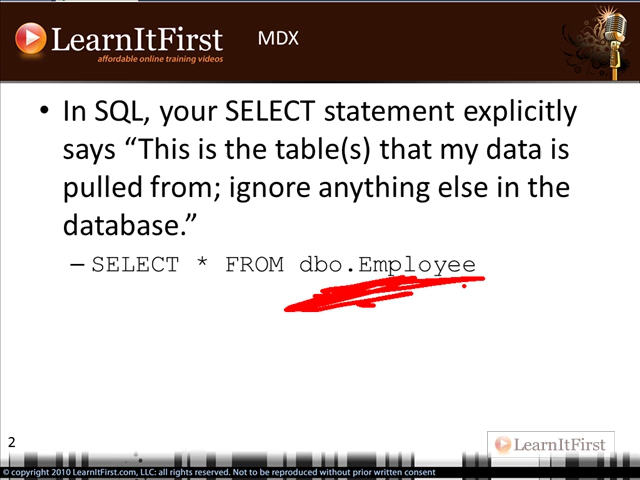 LearnItFirst
affordable online training videos
MDX
• In SQL, your SELECT statement explicitly
says “This is the table(s) that my data is
pulled from; ignore anything else in the
database.”
– SELECT * FROM dbo.Employee
2
LearnItFirst
© copyright 2010 LearnItFirst.com, LLC: all rights reserved. Not to be reproduced without prior written consent